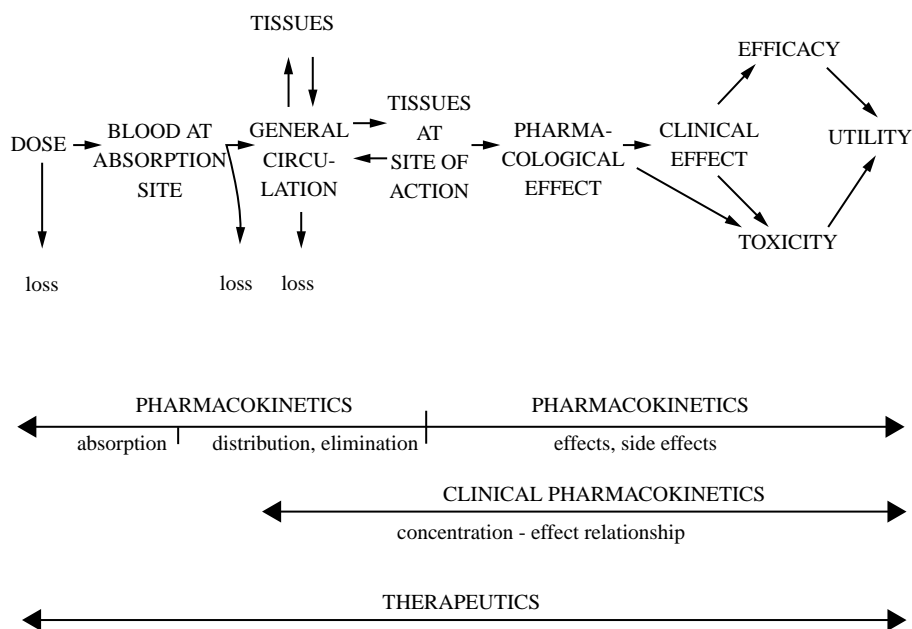 TISSUES
EFFICACY
DOSE
BLOOD AT
ABSORPTION
SITE
GENERAL
CIRCU-
LATION
TISSUES
AT
SITE OF
ACTION
PHARMA-
COLOGICAL
EFFECT
CLINICAL
EFFECT
UTILITY
TOXICITY
loss
loss
loss
PHARMACOKINETICS
PHARMACOKINETICS
absorption
distribution, elimination
effects, side effects
CLINICAL PHARMACOKINETICS
concentration - effect relationship
THERAPEUTICS